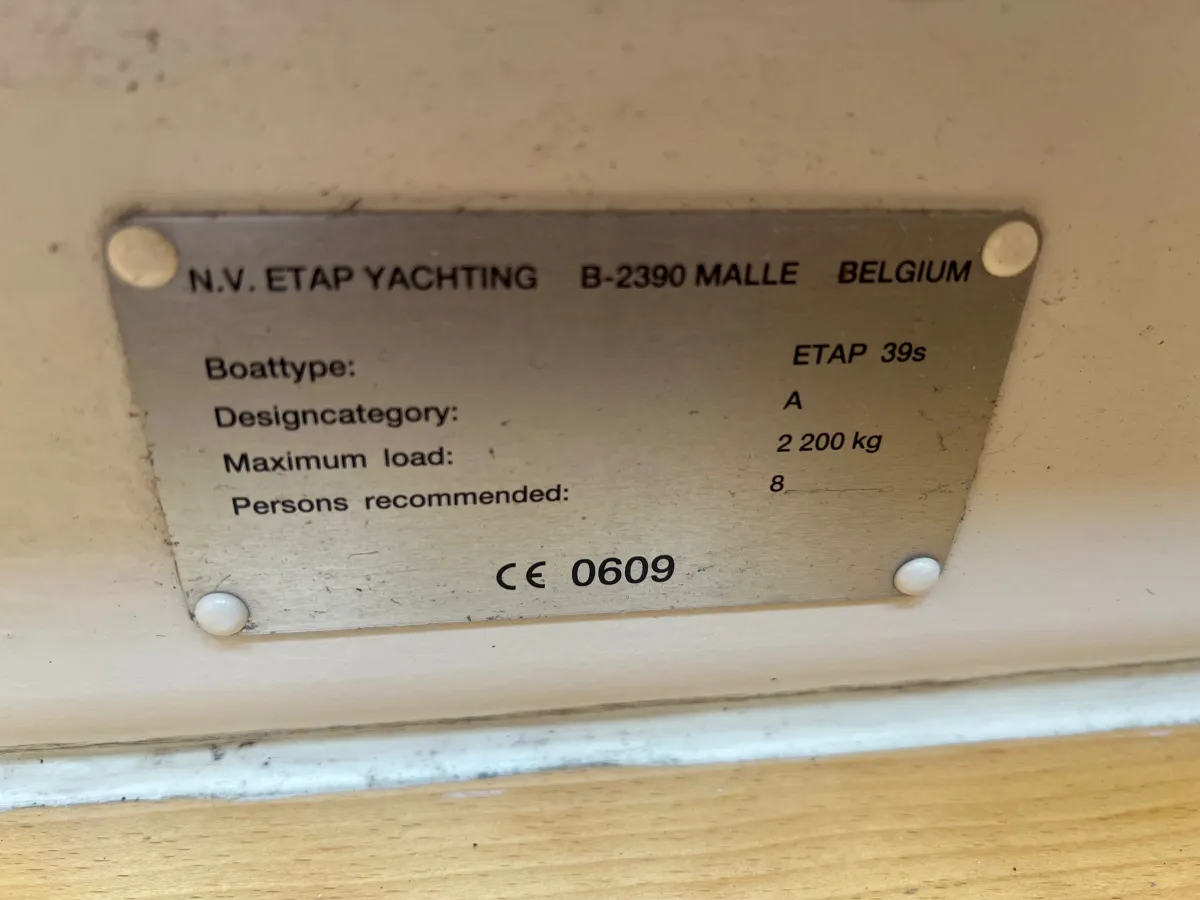 N.V. ETAP YACHTING B-2390 MALLE BELGIUM
Boattype: ETAP 39s
Designcategory: A
Maximum load: 2 200 kg
Persons recommended: 8
CE 0609